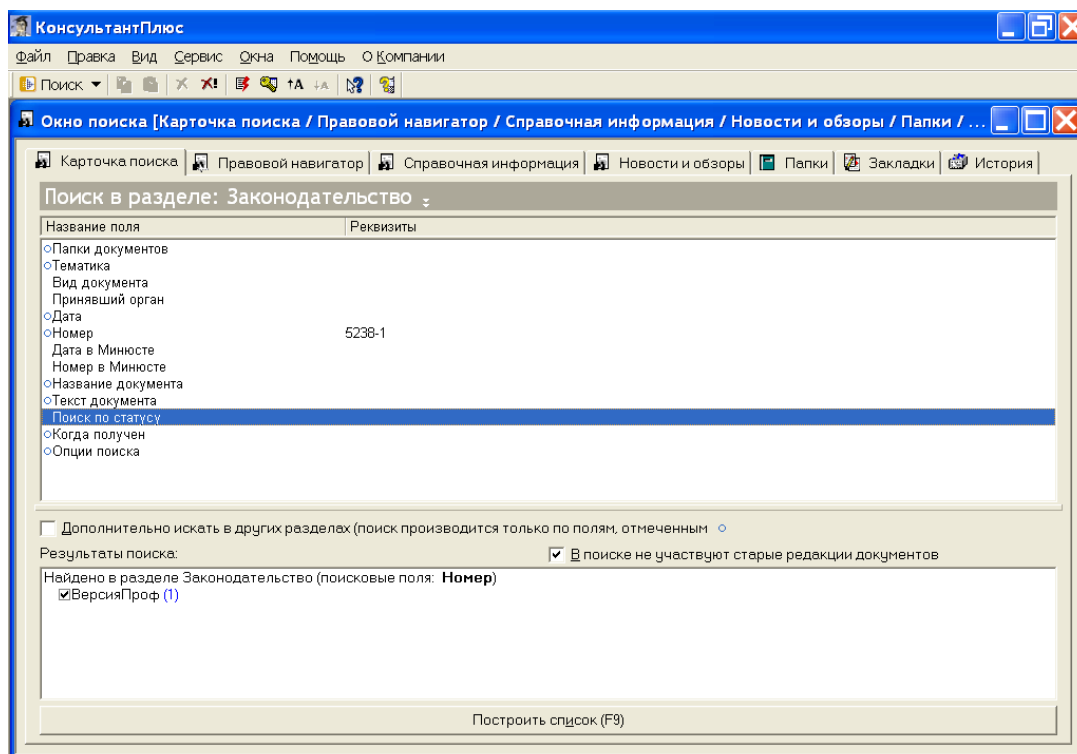 КонсультантПлюс
Файл Правка Вид Сервис Окна Помощь О Компании
Поиск
Окно поиска [Карточка поиска / Правовой навигатор / Справочная информация / Новости и обзоры / Папки / ...
Карточка поиска Правовой навигатор Справочная информация Новости и обзоры Папки Закладки История
Поиск в разделе: Законодательство
Название поля Реквизиты
Папки документов
Тематика
Вид документа
Принявший орган
Дата
Номер 5238-1
Дата в Минюсте
Номер в Минюсте
Название документа
Текст документа
Поиск по статусу
Когда получен
Опции поиска
Дополнительно искать в других разделах (поиск производится только по полям, отмеченным
Результаты поиска: В поиске не участвуют старые редакции документов
Найдено в разделе Законодательство (поисковые поля: Номер)
ВерсияПроф (1)
Построить список (F9)